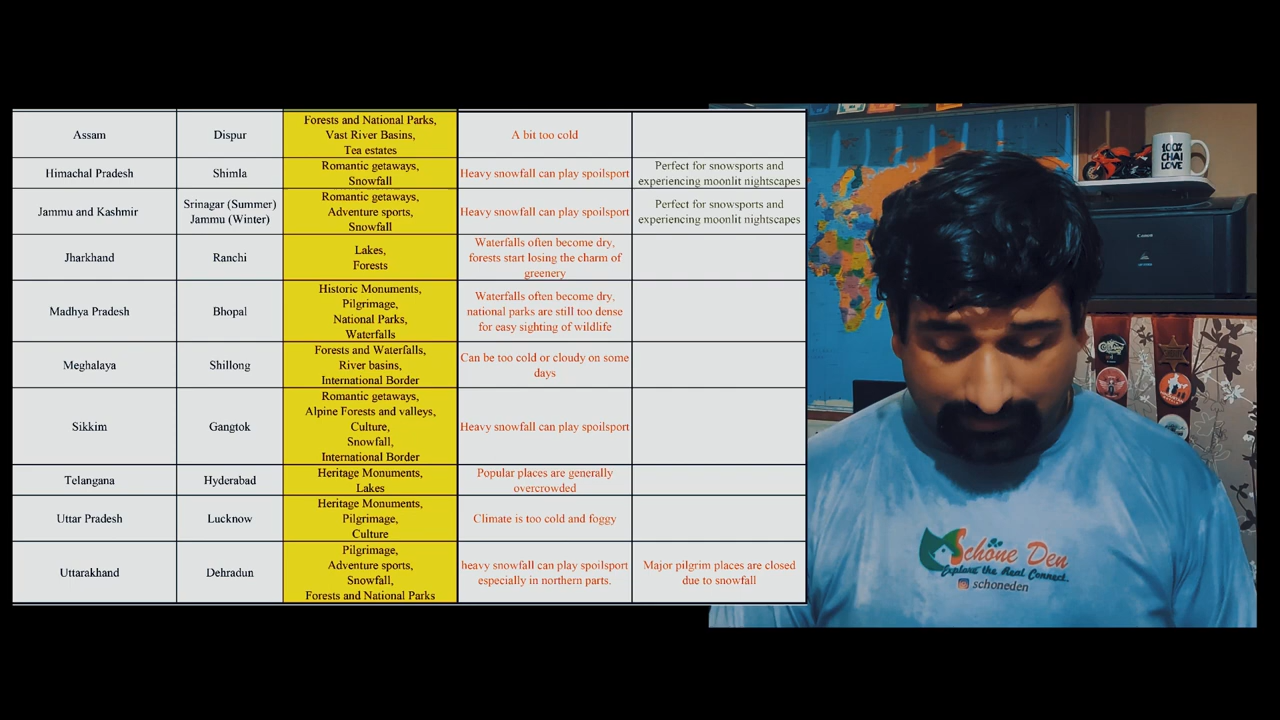 Assam
Dispur
Forests and National Parks,
Vast River Basins,
Tea estates
A bit too cold
Himachal Pradesh
Shimla
Romantic getaways,
Snowfall
Heavy snowfall can play spoilsport
Perfect for snowsports and
experiencing moonlit nightscapes
Jammu and Kashmir
Srinagar (Summer)
Jammu (Winter)
Romantic getaways,
Adventure sports,
Snowfall
Heavy snowfall can play spoilsport
Perfect for snowsports and
experiencing moonlit nightscapes
Jharkhand
Ranchi
Lakes,
Forests
Waterfalls often become dry,
forests start losing the charm of
greenery
Madhya Pradesh
Bhopal
Historic Monuments,
Pilgrimage,
National Parks,
Waterfalls
Waterfalls often become dry,
national parks are still too dense
for easy sighting of wildlife
Meghalaya
Shillong
Forests and Waterfalls,
River basins,
International Border
Can be too cold or cloudy on some
days
Sikkim
Gangtok
Romantic getaways,
Alpine Forests and valleys,
Culture,
Snowfall,
International Border
Heavy snowfall can play spoilsport
Telangana
Hyderabad
Heritage Monuments,
Lakes
Popular places are generally
overcrowded
Uttar Pradesh
Lucknow
Heritage Monuments,
Pilgrimage,
Culture
Climate is too cold and foggy
Uttarakhand
Dehradun
Pilgrimage,
Adventure sports,
Snowfall,
Forests and National Parks
heavy snowfall can play spoilsport
especially in northern parts.
Major pilgrim places are closed
due to snowfall
100%
CHAI
LOVE
Canon
Schöne Den
Explore the Real Connect.
schoneden